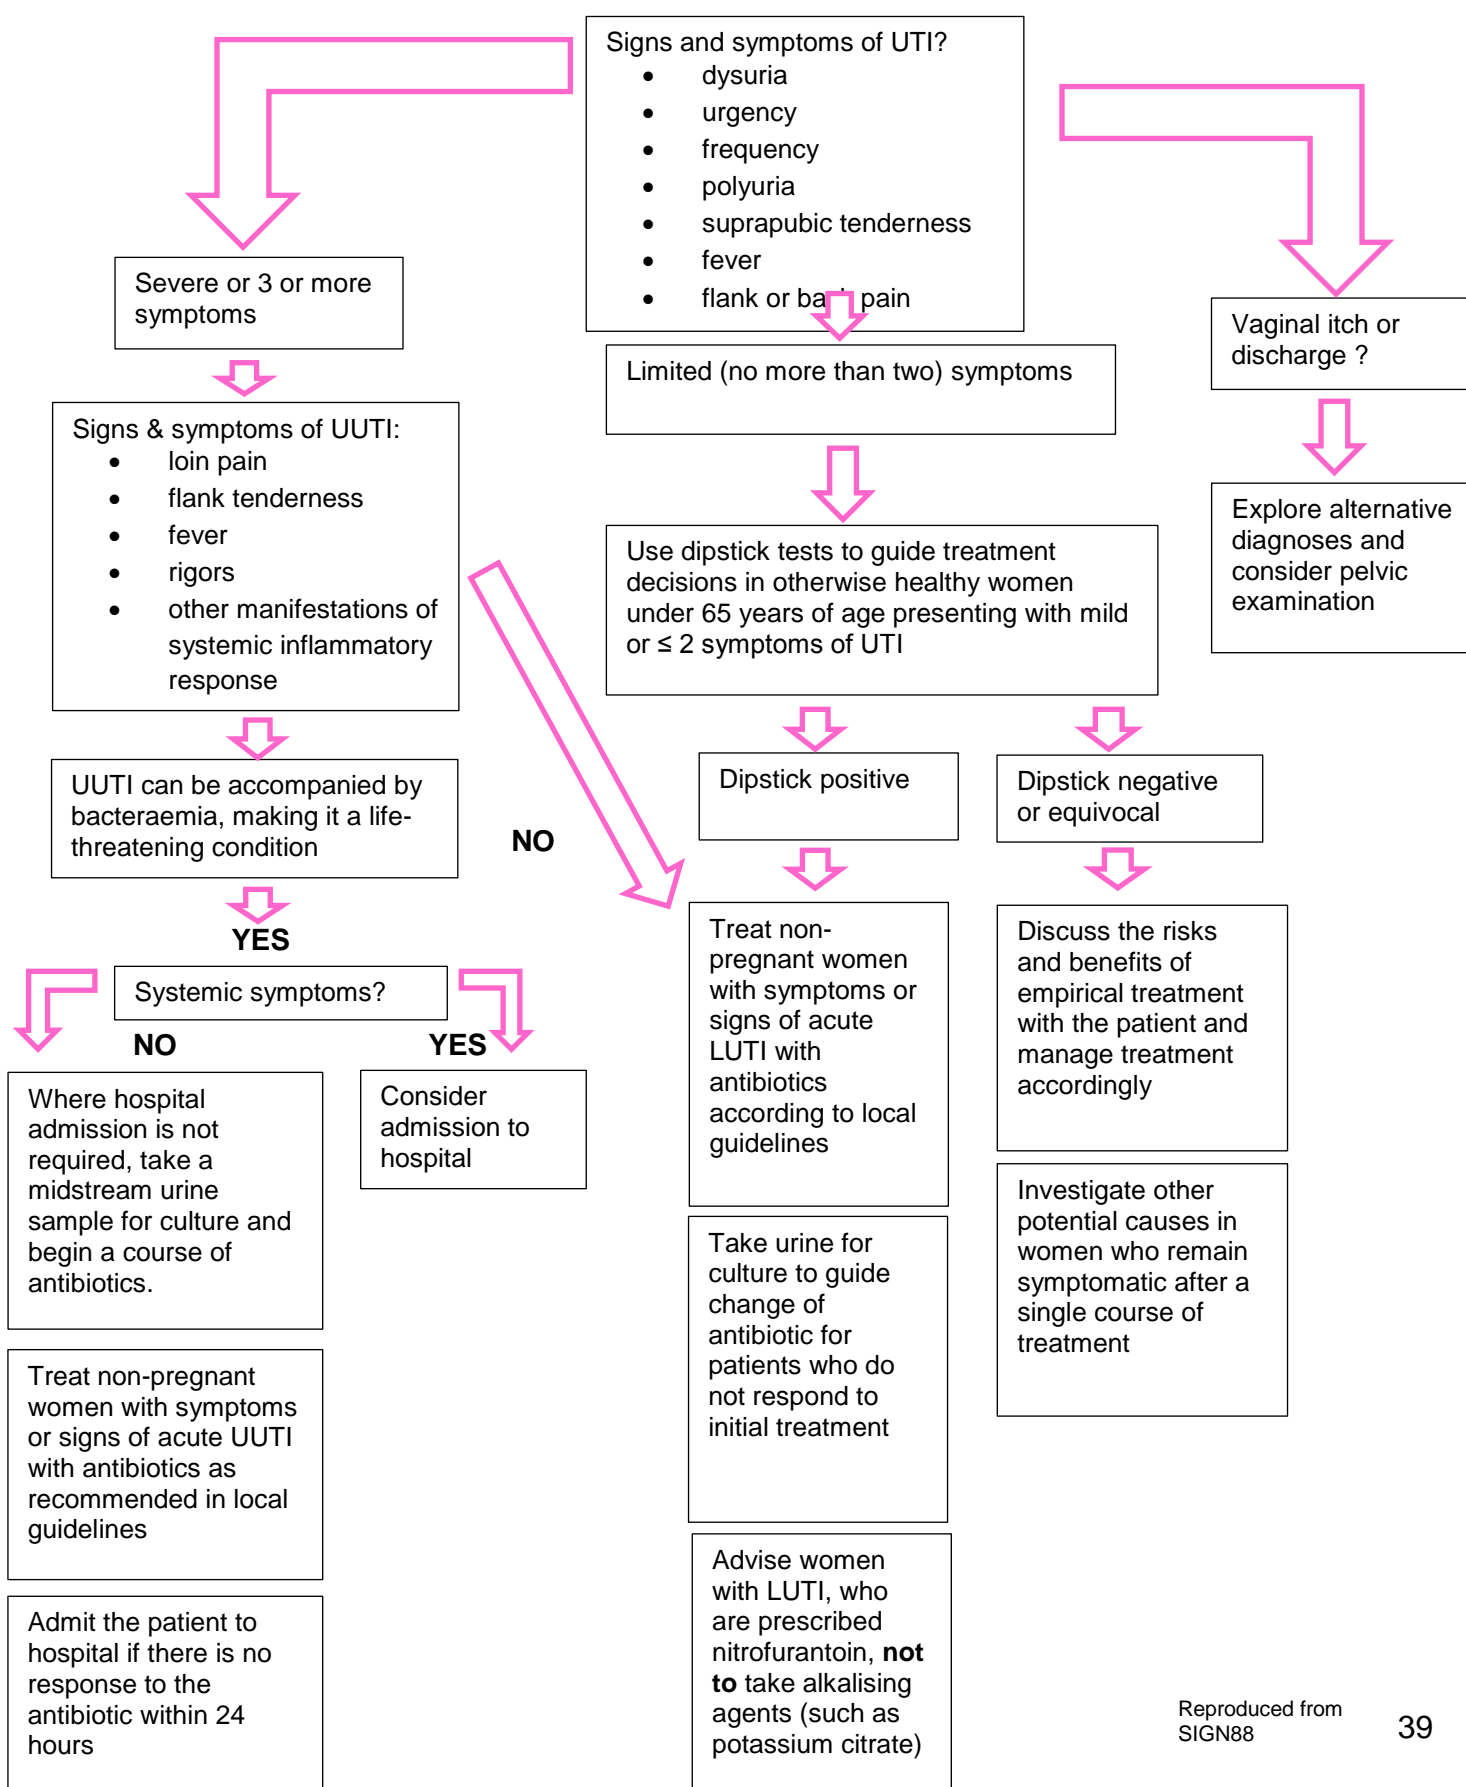 Signs and symptoms of UTI?
• dysuria
• urgency
• frequency
• polyuria
• suprapubic tenderness
• fever
• flank or back pain
Severe or 3 or more
symptoms
Limited (no more than two) symptoms
Vaginal itch or
discharge ?
Signs & symptoms of UUTI:
• loin pain
• flank tenderness
• fever
• rigors
• other manifestations of
systemic inflammatory
response
Use dipstick tests to guide treatment
decisions in otherwise healthy women
under 65 years of age presenting with mild
or ≤ 2 symptoms of UTI
Explore alternative
diagnoses and
consider pelvic
examination
UUTI can be accompanied by
bacteraemia, making it a life-
threatening condition
NO
Dipstick positive
Dipstick negative
or equivocal
YES
Systemic symptoms?
NO
YES
Where hospital
admission is not
required, take a
midstream urine
sample for culture and
begin a course of
antibiotics.
Consider
admission to
hospital
Treat non-
pregnant women
with symptoms or
signs of acute
LUTI with
antibiotics
according to local
guidelines
Discuss the risks
and benefits of
empirical treatment
with the patient and
manage treatment
accordingly
Treat non-pregnant
women with symptoms
or signs of acute UUTI
with antibiotics as
recommended in local
guidelines
Take urine for
culture to guide
change of
antibiotic for
patients who do
not respond to
initial treatment
Investigate other
potential causes in
women who remain
symptomatic after a
single course of
treatment
Admit the patient to
hospital if there is no
response to the
antibiotic within 24
hours
Advise women
with LUTI, who
are prescribed
nitrofurantoin, not
to take alkalising
agents (such as
potassium citrate)
Reproduced from
SIGN88
39